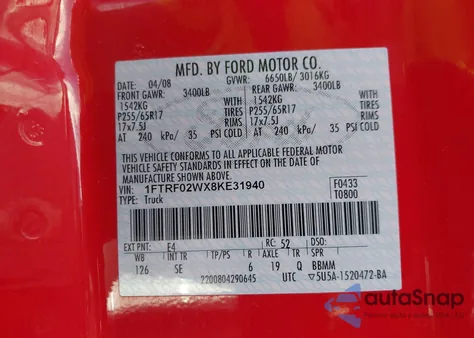 MFD. BY FORD MOTOR CO.
DATE: 04/08 GVWR: 6650LB/ 3016KG
FRONT GAWR: 3400LB REAR GAWR: 3400LB
1542KG WITH 1542KG WITH
P255/65R17 TIRES P255/65R17 TIRES
17x7.5J RIMS 17x7.5J RIMS
AT 240 kPa/ 35 PSI COLD AT 240 kPa/ 35 PSI COLD
THIS VEHICLE CONFORMS TO ALL APPLICABLE FEDERAL MOTOR
VEHICLE SAFETY STANDARDS IN EFFECT ON THE DATE OF
MANUFACTURE SHOWN ABOVE.
VIN: 1FTRF02WX8KE31940 F0433
TYPE: Truck T0800
EXT PNT: E4 RC: 52 DSO:
WB INT TR TP/PS R AXLE TR SPR
126 SE 6 19 Q BBMM
2200804290645 UTC ▽5U5A-1520472-BA
autoSnap